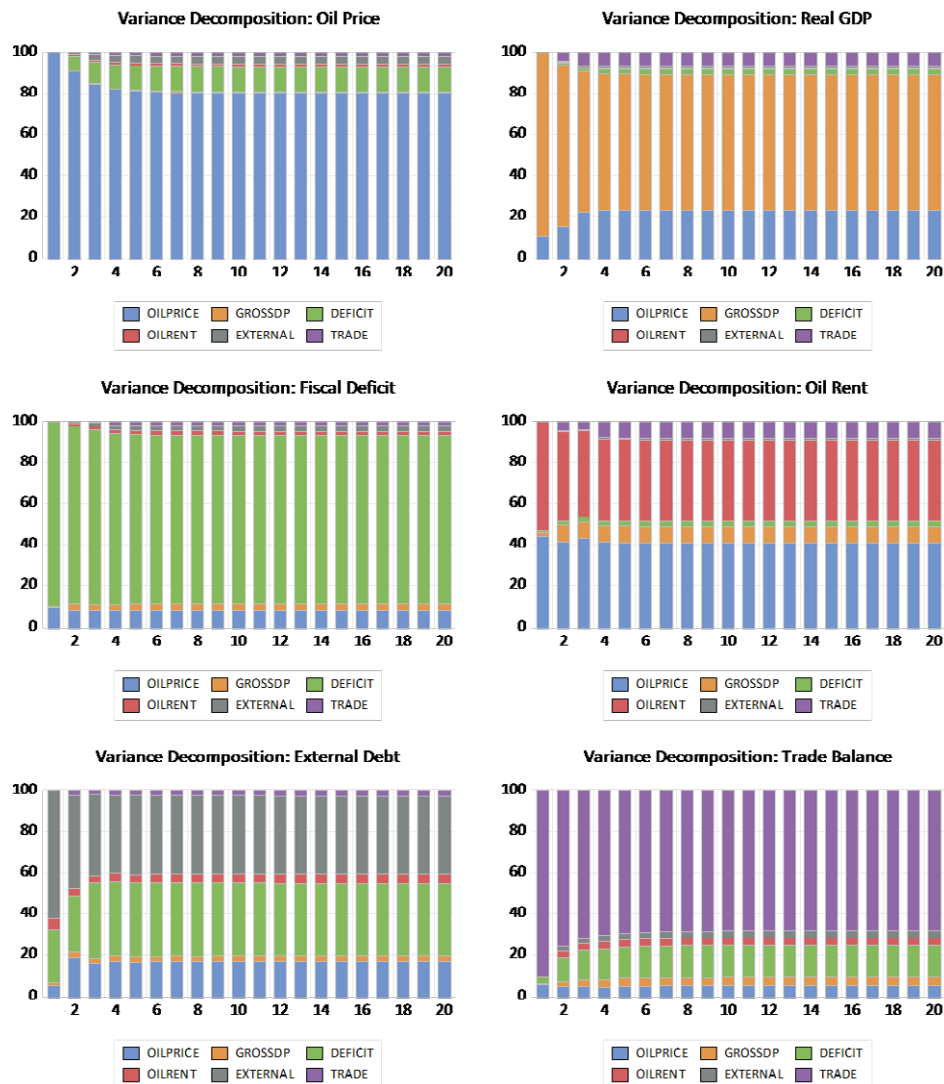 Variance Decomposition: Oil Price
100
80
60
40
20
0
2 4 6 8 10 12 14 16 18 20
OILPRICE GROSSDP DEFICIT
OILRENT EXTERNAL TRADE
Variance Decomposition: Real GDP
100
80
60
40
20
0
2 4 6 8 10 12 14 16 18 20
OILPRICE GROSSDP DEFICIT
OILRENT EXTERNAL TRADE
Variance Decomposition: Fiscal Deficit
100
80
60
40
20
0
2 4 6 8 10 12 14 16 18 20
OILPRICE GROSSDP DEFICIT
OILRENT EXTERNAL TRADE
Variance Decomposition: Oil Rent
100
80
60
40
20
0
2 4 6 8 10 12 14 16 18 20
OILPRICE GROSSDP DEFICIT
OILRENT EXTERNAL TRADE
Variance Decomposition: External Debt
100
80
60
40
20
0
2 4 6 8 10 12 14 16 18 20
OILPRICE GROSSDP DEFICIT
OILRENT EXTERNAL TRADE
Variance Decomposition: Trade Balance
100
80
60
40
20
0
2 4 6 8 10 12 14 16 18 20
OILPRICE GROSSDP DEFICIT
OILRENT EXTERNAL TRADE